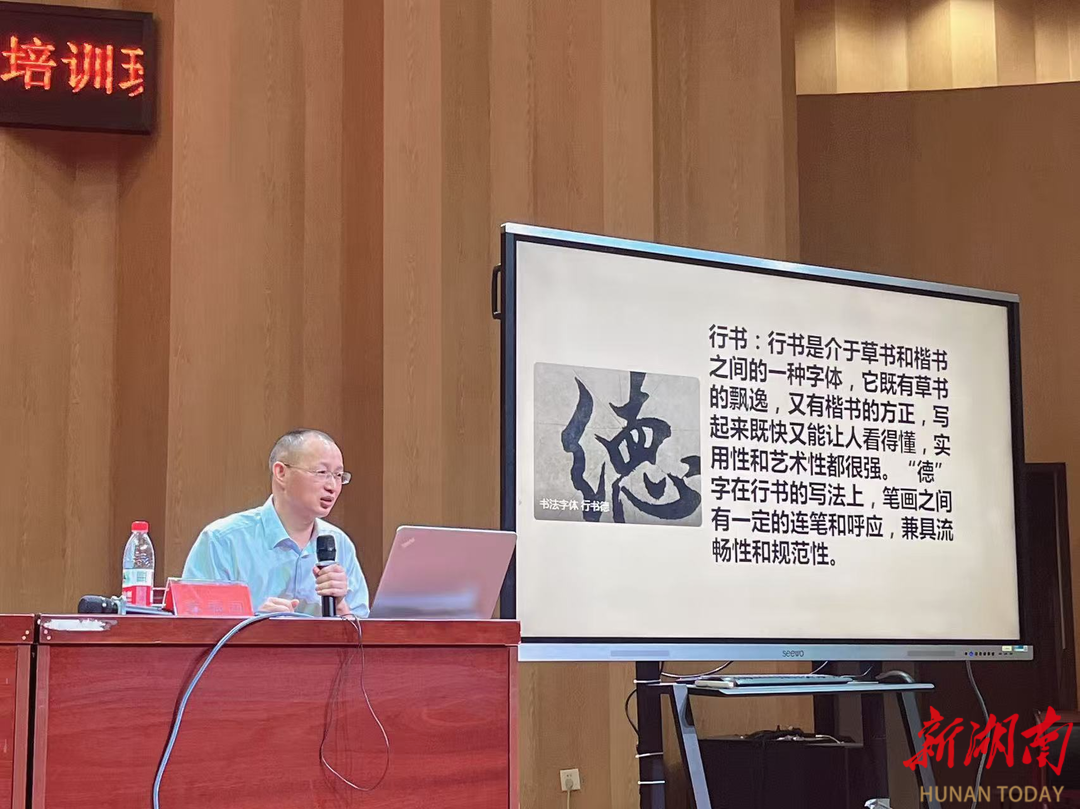 培训
行书：行书是介于草书和楷书
之间的一种字体，它既有草书
的飘逸，又有楷书的方正，写
起来既快又能让人看得懂，实
用性和艺术性都很强。“德”
字在行书的写法上，笔画之间
有一定的连笔和呼应，兼具流
畅性和规范性。
德
书法字体 行书德
seewo
新湖南
HUNAN TODAY